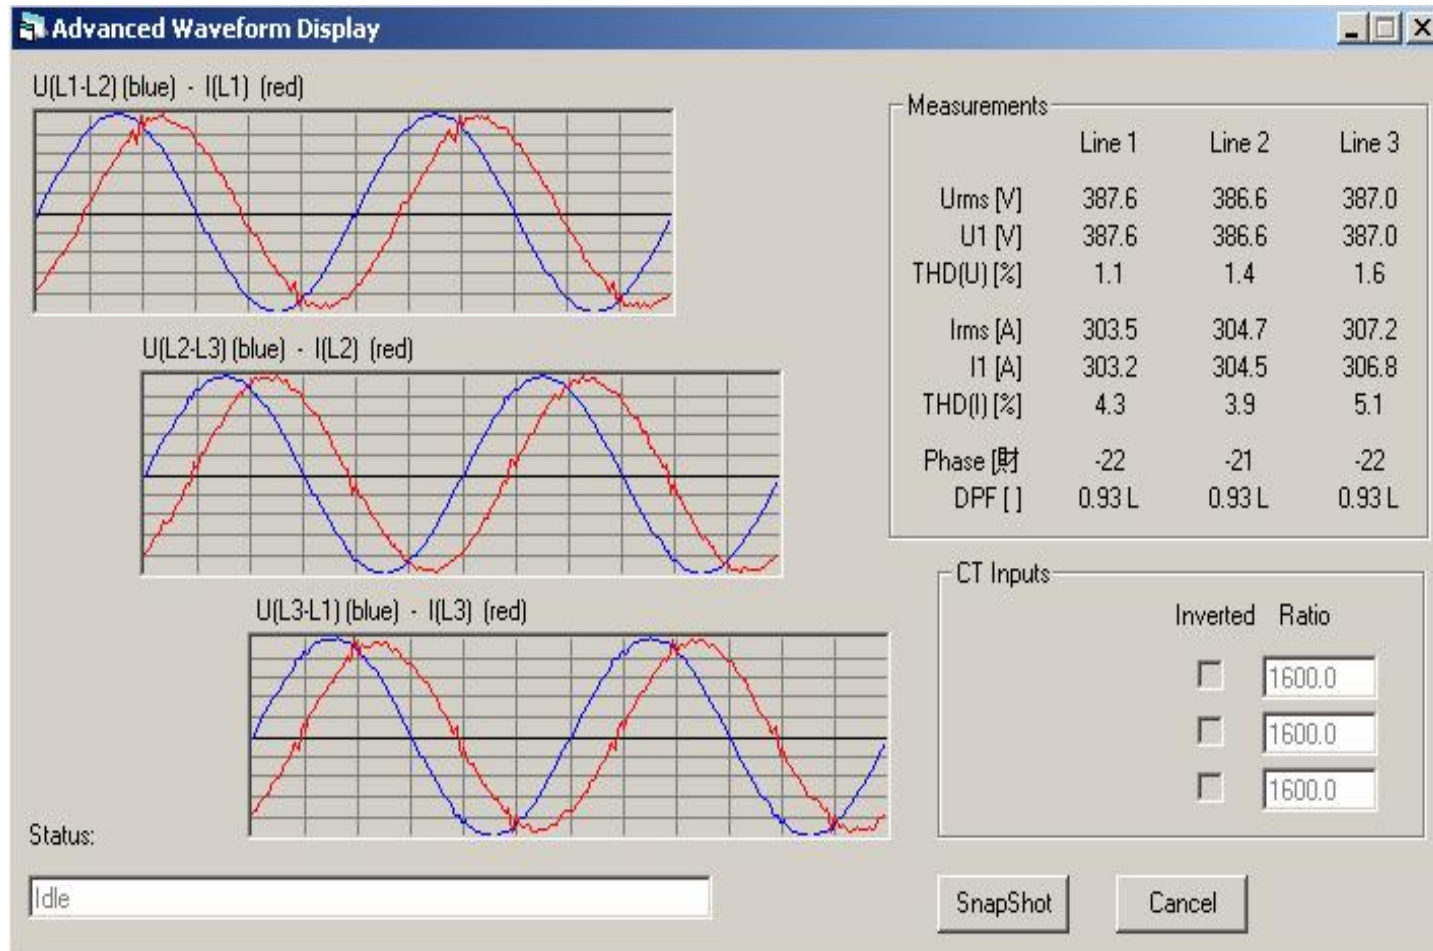 Advanced Waveform Display
U(L1-L2) (blue) - I(L1) (red)
U(L2-L3) (blue) - I(L2) (red)
U(L3-L1) (blue) - I(L3) (red)
Status:
Idle
Measurements
Line 1 Line 2 Line 3
Urms [V] 387.6 386.6 387.0
U1 [V] 387.6 386.6 387.0
THD(U) [%] 1.1 1.4 1.6
Irms [A] 303.5 304.7 307.2
I1 [A] 303.2 304.5 306.8
THD(I) [%] 4.3 3.9 5.1
Phase [財 -22 -21 -22
DPF [ ] 0.93 L 0.93 L 0.93 L
CT Inputs
Inverted Ratio
1600.0
1600.0
1600.0
SnapShot Cancel